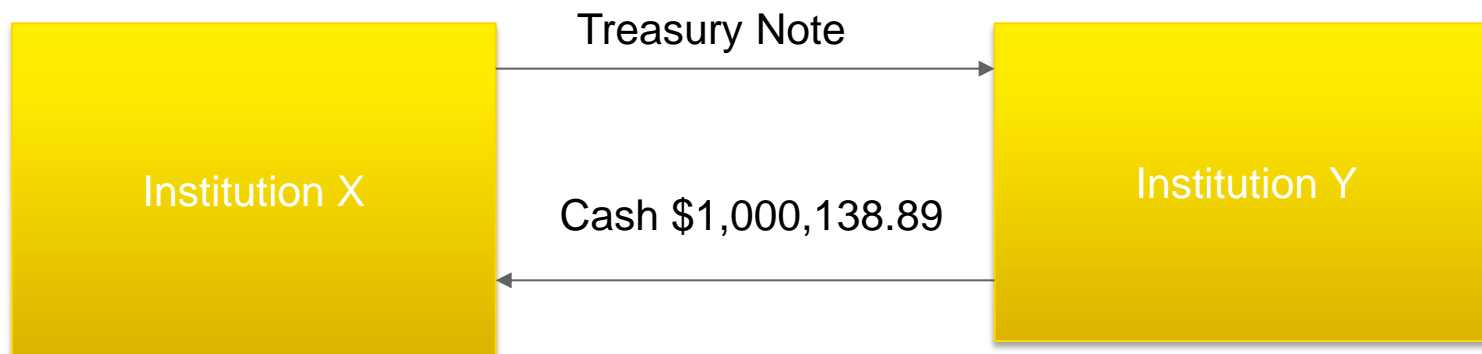 Treasury Note
Institution X
Institution Y
Cash $1,000,138.89